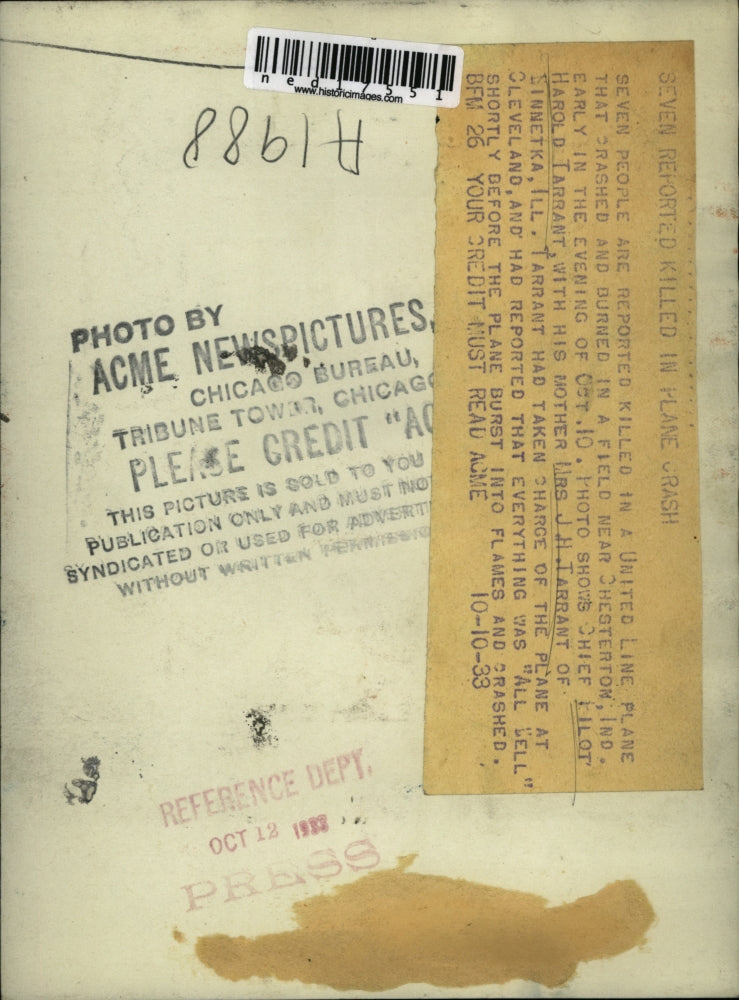 ned17551
www.historicimages.com
A1988
SEVEN REPORTED KILLED IN PLANE CRASH
SEVEN PEOPLE ARE REPORTED KILLED IN A UNITED LINE PLANE
THAT CRASHED AND BURNED IN A FIELD NEAR CHESTERTON, IND.
EARLY IN THE EVENING OF OCT.10. PHOTO SHOWS CHIEF PILOT
HAROLD TARRANT WITH HIS MOTHER MRS J.H.TARRANT OF
WINNETKA, ILL. TARRANT HAD TAKEN CHARGE OF THE PLANE AT
CLEVELAND, AND HAD REPORTED THAT EVERYTHING WAS "ALL WELL"
SHORTLY BEFORE THE PLANE BURST INTO FLAMES AND CRASHED.
BFM 26 YOUR CREDIT MUST READ ACME 10-10-33
PHOTO BY
ACME NEWSPICTURES,
CHICAGO BUREAU,
TRIBUNE TOWER, CHICAGO
PLEASE CREDIT "AC
THIS PICTURE IS SOLD TO YOU
PUBLICATION ONLY AND MUST NOT
SYNDICATED OR USED FOR ADVERTI
WITHOUT WRITTEN PERMISSIO
REFERENCE DEPT.
OCT 12 1933
PRESS